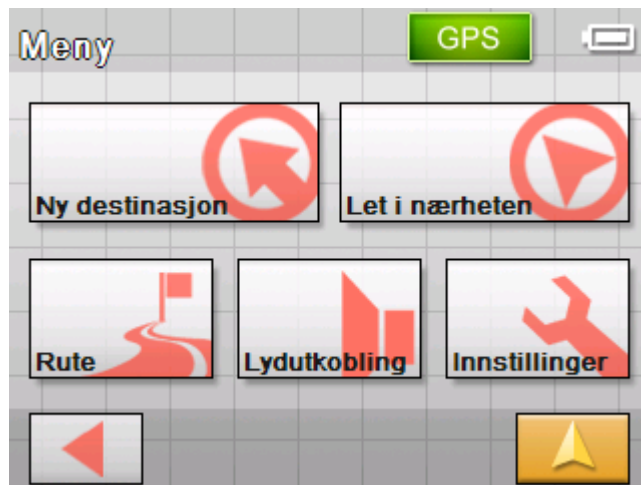 Meny
GPS
Ny destinasjon
Let i nærheten
Rute
Lydutkobling
Innstillinger